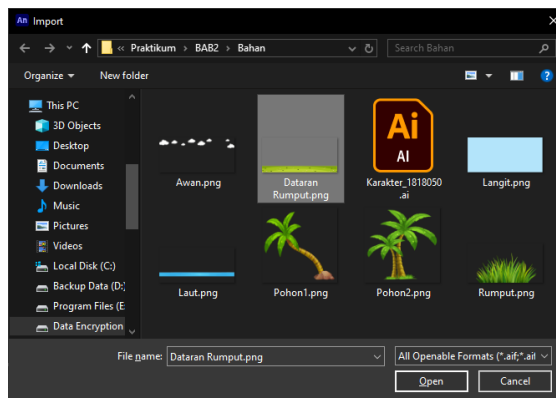 An Import
« Praktikum > BAB2 > Bahan
Search Bahan
Organize
New folder
This PC
3D Objects
Desktop
Documents
Downloads
Music
Pictures
Videos
Local Disk (C:)
Backup Data (D:
Program Files (E
Data Encryption
Awan.png
Dataran
Rumput.png
Ai
AI
Karakter_1818050
.ai
Langit.png
Laut.png
Pohon1.png
Pohon2.png
Rumput.png
File name:
Dataran Rumput.png
All Openable Formats (*.aif;*.aif
Open
Cancel